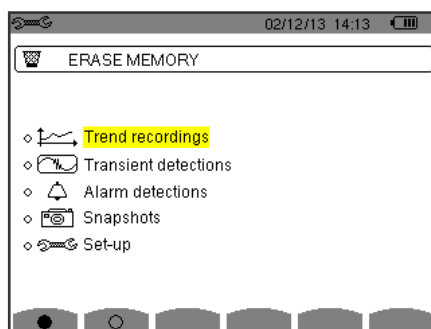 02/12/13 14:13
ERASE MEMORY
Trend recordings
Transient detections
Alarm detections
Snapshots
Set-up